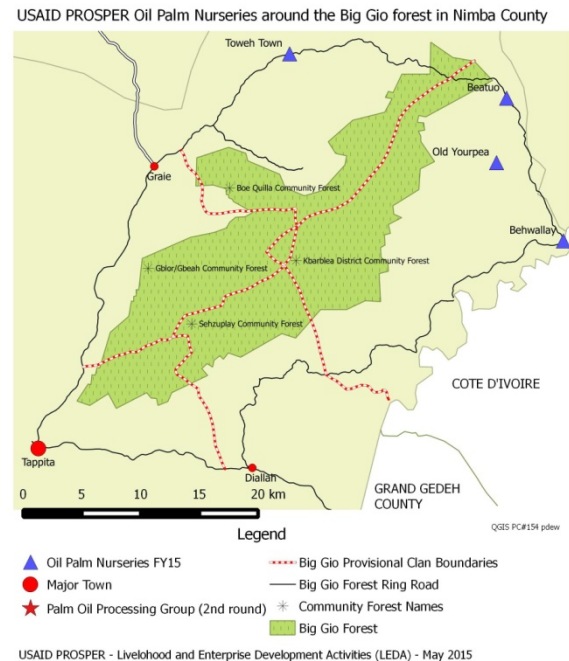 USAID PROSPER Oil Palm Nurseries around the Big Gio forest in Nimba County
Toweh Town
Beatuo
Old Yourpea
Graie
Boe Quilla Community Forest
Behwallay
Kbarblea District Community Forest
Gblor/Gbeah Community Forest
Sehzuplay Community Forest
COTE D'IVOIRE
Tappita
Diallah
GRAND GEDEH
COUNTY
0 5 10 15 20 km
QGIS PC#154 pdew
Legend
Oil Palm Nurseries FY15
Major Town
Palm Oil Processing Group (2nd round)
Big Gio Provisional Clan Boundaries
Big Gio Forest Ring Road
Community Forest Names
Big Gio Forest
USAID PROSPER - Livelohood and Enterprise Development Activities (LEDA) - May 2015